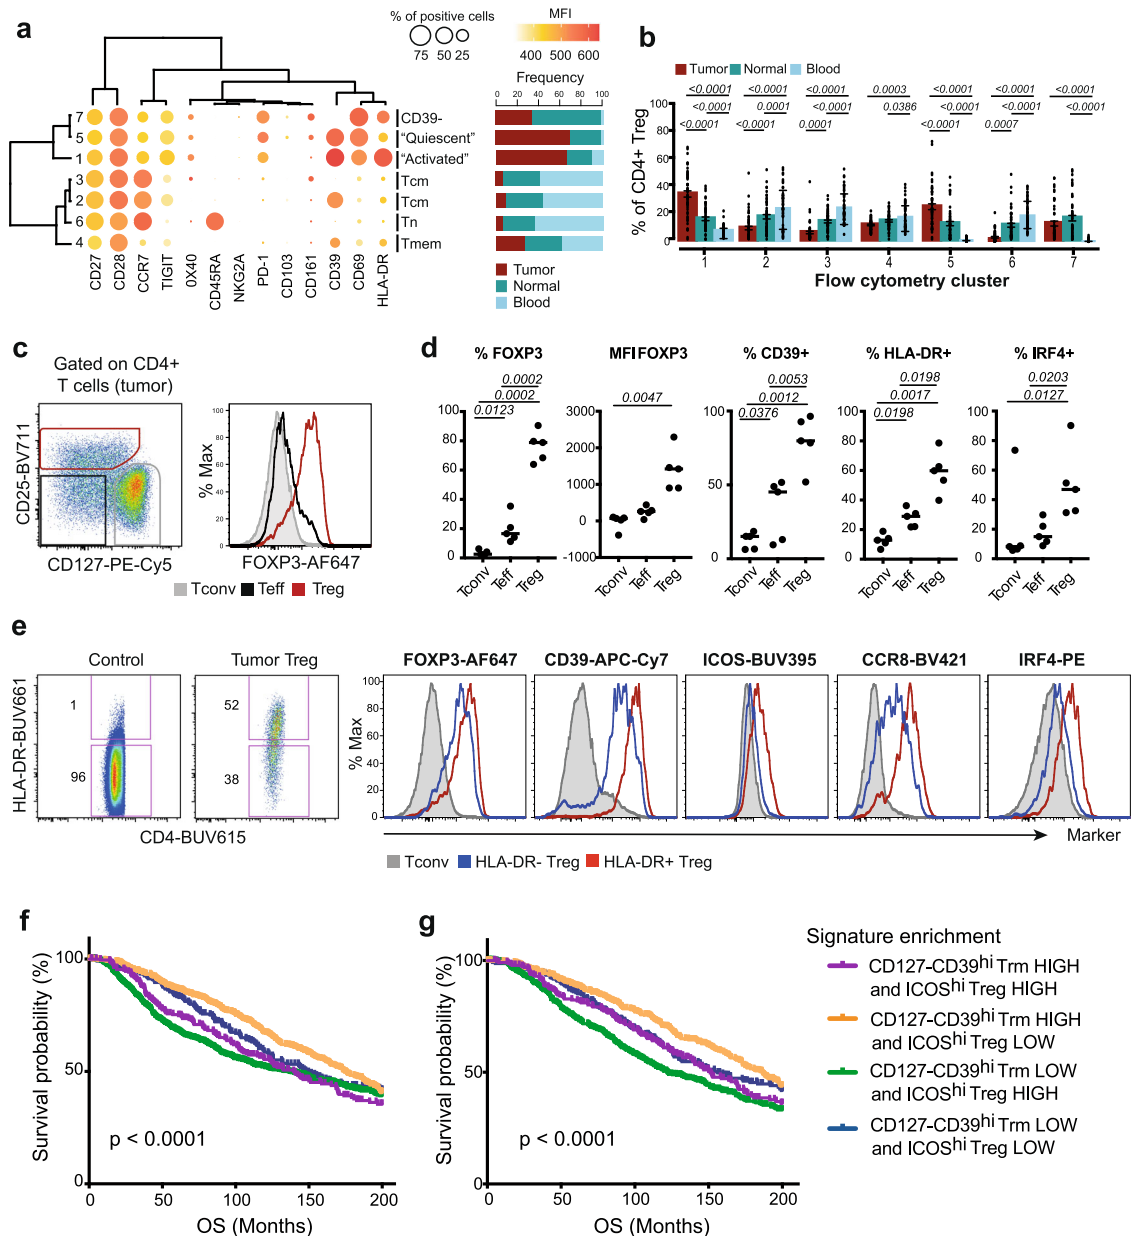 a
% of positive cells
75 50 25
MFI
400 500 600
Frequency
0 20 40 60 80 100
7
5
1
3
2
6
4
CD39-
“Quiescent”
“Activated”
Tcm
Tcm
Tn
Tmem
CD27
CD28
CCR7
TIGIT
0X40
CD45RA
NKG2A
PD-1
CD103
CD161
CD39
CD69
HLA-DR
Tumor
Normal
Blood
b
Tumor Normal Blood
<0.0001 <0.0001 <0.0001 0.0003 <0.0001 <0.0001 <0.0001
<0.0001 0.0001 <0.0001 0.0386 <0.0001 <0.0001 <0.0001
<0.0001 <0.0001 0.0001 <0.0001 0.0007
% of CD4+ Treg
100
80
60
40
20
0
1 2 3 4 5 6 7
Flow cytometry cluster
c
Gated on CD4+
T cells (tumor)
CD25-BV711
CD127-PE-Cy5
% Max
100
80
60
40
20
0
FOXP3-AF647
Tconv Teff Treg
d
% FOXP3
0.0002
0.0002
0.0123
100
80
60
40
20
0
Tconv
Teff
Treg
MFI FOXP3
0.0047
3000
2000
1000
0
-1000
Tconv
Teff
Treg
% CD39+
0.0053
0.0012
0.0376
100
50
0
Tconv
Teff
Treg
% HLA-DR+
0.0198
0.0017
0.0198
100
80
60
40
20
0
Tconv
Teff
Treg
% IRF4+
0.0203
0.0127
100
80
60
40
20
0
Tconv
Teff
Treg
e
Control
Tumor Treg
HLA-DR-BUV661
1
96
52
38
CD4-BUV615
FOXP3-AF647
CD39-APC-Cy7
ICOS-BUV395
CCR8-BV421
IRF4-PE
% Max
100
80
60
40
20
0
Marker
Tconv HLA-DR- Treg HLA-DR+ Treg
f
Survival probability (%)
100
50
0
p < 0.0001
0 50 100 150 200
OS (Months)
g
Survival probability (%)
100
50
0
p < 0.0001
0 50 100 150 200
OS (Months)
Signature enrichment
CD127-CD39hi Trm HIGH
and ICOShi Treg HIGH
CD127-CD39hi Trm HIGH
and ICOShi Treg LOW
CD127-CD39hi Trm LOW
and ICOShi Treg HIGH
CD127-CD39hi Trm LOW
and ICOShi Treg LOW